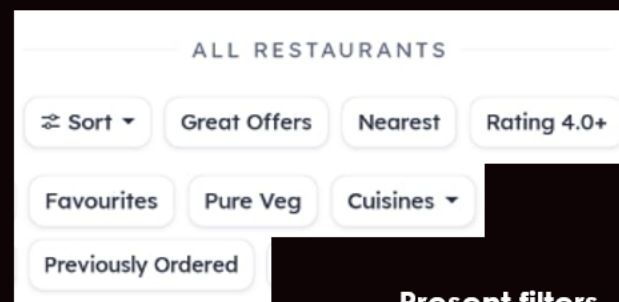 ALL RESTAURANTS
Sort Great Offers Nearest Rating 4.0+
Favourites Pure Veg Cuisines
Previously Ordered
Present filters